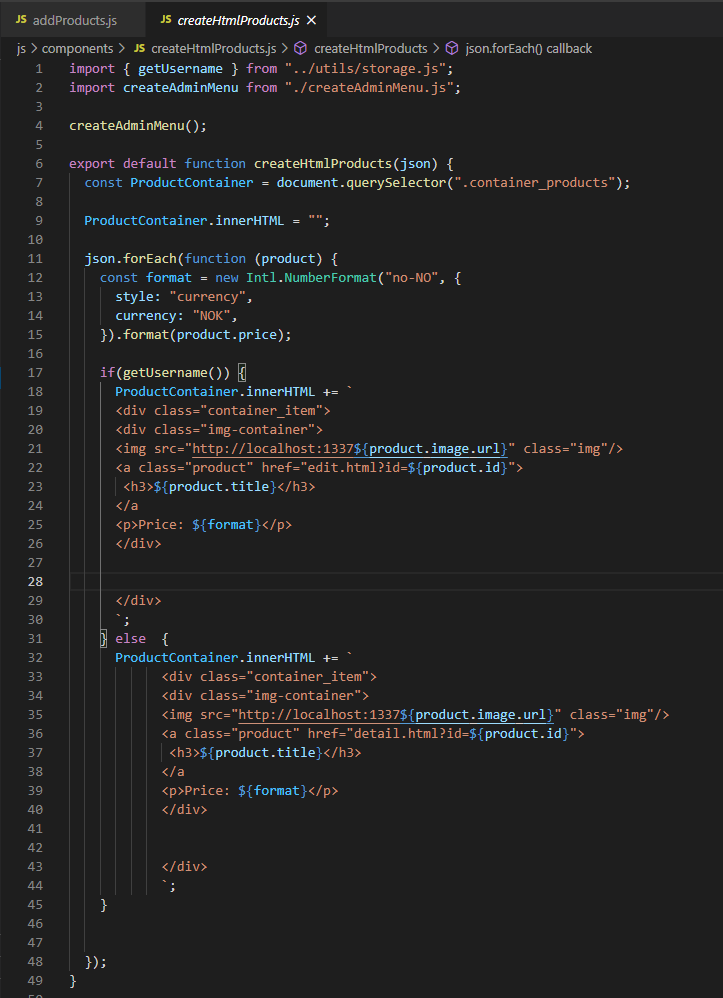 JS addProducts.js JS createHtmlProducts.js ×
js > components > JS createHtmlProducts.js > createHtmlProducts > json.forEach() callback
1 import { getUsername } from "../utils/storage.js";
2 import createAdminMenu from "./createAdminMenu.js";
3
4 createAdminMenu();
5
6 export default function createHtmlProducts(json) {
7 const ProductContainer = document.querySelector(".container_products");
8
9 ProductContainer.innerHTML = "";
10
11 json.forEach(function (product) {
12 const format = new Intl.NumberFormat("no-NO", {
13 style: "currency",
14 currency: "NOK",
15 }).format(product.price);
16
17 if(getUsername()) {
18 ProductContainer.innerHTML += `
19 <div class="container_item">
20 <div class="img-container">
21 <img src="http://localhost:1337${product.image.url}" class="img"/>
22 <a class="product" href="edit.html?id=${product.id}">
23 <h3>${product.title}</h3>
24 </a
25 <p>Price: ${format}</p>
26 </div>
27
28
29 </div>
30 `;
31 } else {
32 ProductContainer.innerHTML += `
33 <div class="container_item">
34 <div class="img-container">
35 <img src="http://localhost:1337${product.image.url}" class="img"/>
36 <a class="product" href="detail.html?id=${product.id}">
37 <h3>${product.title}</h3>
38 </a
39 <p>Price: ${format}</p>
40 </div>
41
42
43 </div>
44 `;
45 }
46
47
48 });
49 }
50